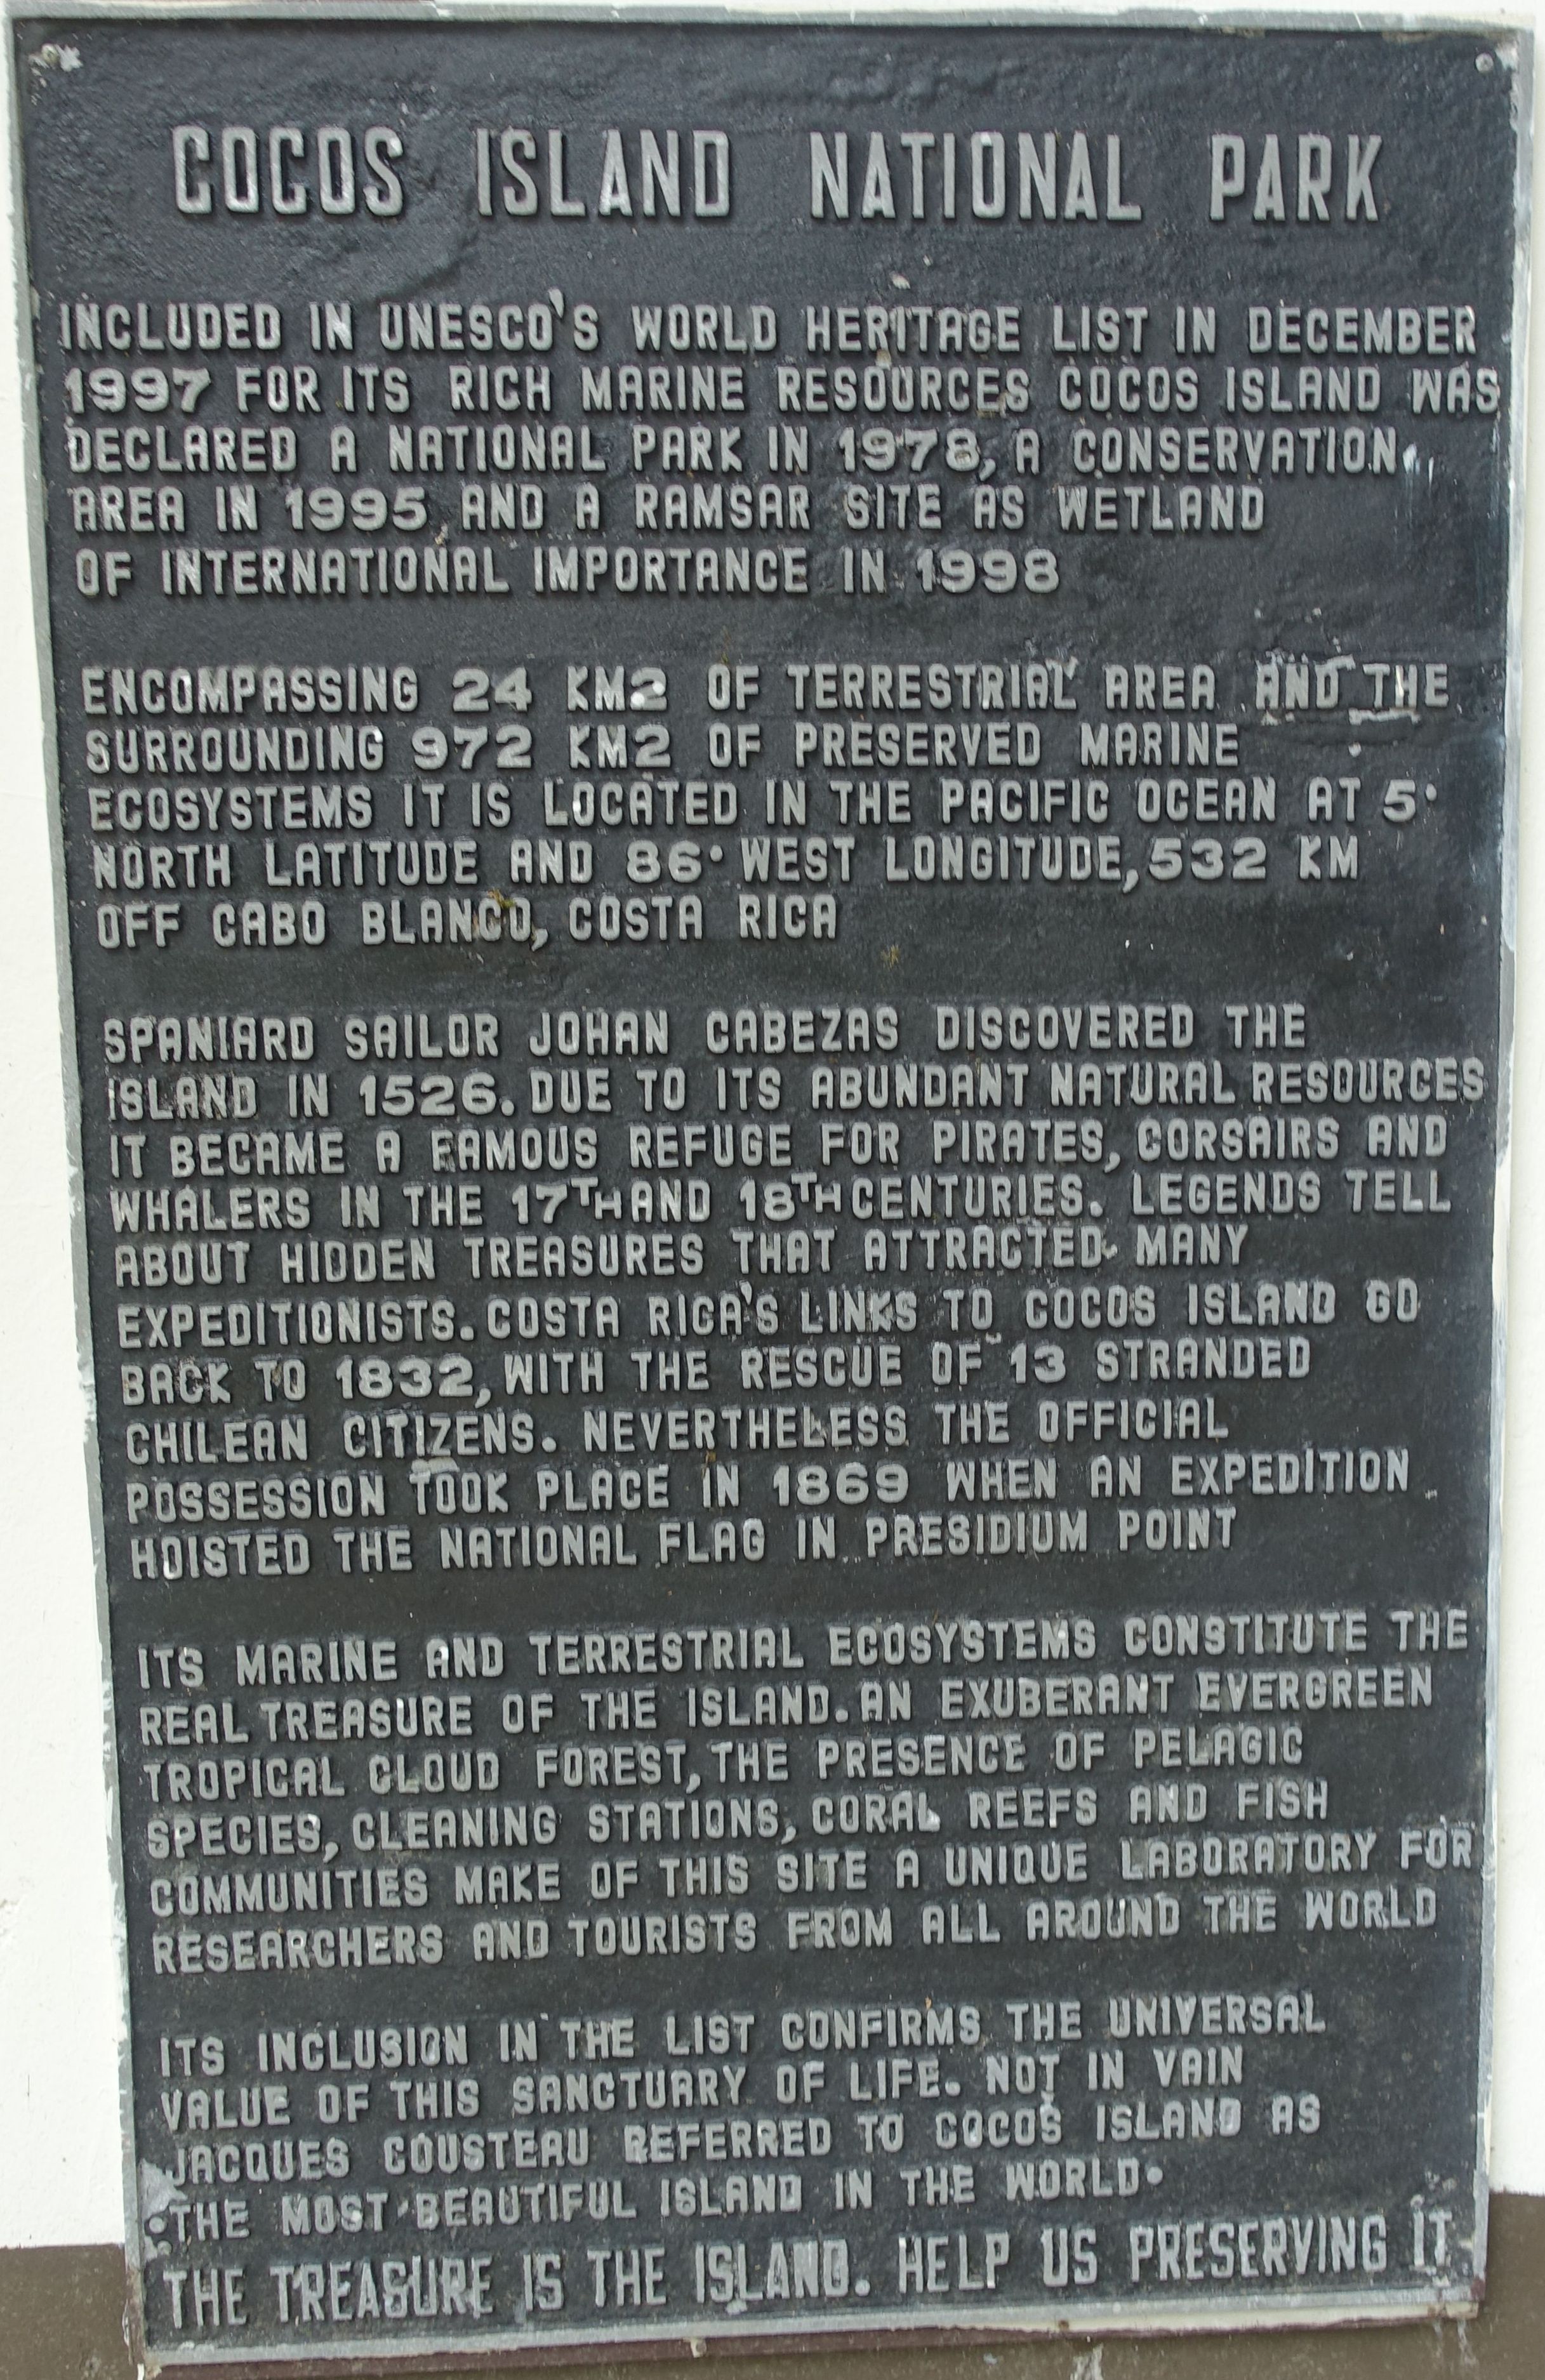 COCOS ISLAND NATIONAL PARK
INCLUDED IN UNESCO'S WORLD HERITAGE LIST IN DECEMBER
1997 FOR ITS RICH MARINE RESOURCES COCOS ISLAND WAS
DECLARED A NATIONAL PARK IN 1978, A CONSERVATION
AREA IN 1995 AND A RAMSAR SITE AS WETLAND
OF INTERNATIONAL IMPORTANCE IN 1998
ENCOMPASSING 24 KM2 OF TERRESTRIAL AREA AND THE
SURROUNDING 972 KM2 OF PRESERVED MARINE
ECOSYSTEMS IT IS LOCATED IN THE PACIFIC OCEAN AT 5°
NORTH LATITUDE AND 86° WEST LONGITUDE, 532 KM
OFF CABO BLANCO, COSTA RICA
SPANIARD SAILOR JOHAN CABEZAS DISCOVERED THE
ISLAND IN 1526. DUE TO ITS ABUNDANT NATURAL RESOURCES
IT BECAME A FAMOUS REFUGE FOR PIRATES, CORSAIRS AND
WHALERS IN THE 17TH AND 18TH CENTURIES. LEGENDS TELL
ABOUT HIDDEN TREASURES THAT ATTRACTED MANY
EXPEDITIONISTS. COSTA RICA'S LINKS TO COCOS ISLAND GO
BACK TO 1832, WITH THE RESCUE OF 13 STRANDED
CHILEAN CITIZENS. NEVERTHELESS THE OFFICIAL
POSSESSION TOOK PLACE IN 1869 WHEN AN EXPEDITION
HOISTED THE NATIONAL FLAG IN PRESIDIUM POINT
ITS MARINE AND TERRESTRIAL ECOSYSTEMS CONSTITUTE THE
REAL TREASURE OF THE ISLAND. AN EXUBERANT EVERGREEN
TROPICAL CLOUD FOREST, THE PRESENCE OF PELAGIC
SPECIES, CLEANING STATIONS, CORAL REEFS AND FISH
COMMUNITIES MAKE OF THIS SITE A UNIQUE LABORATORY FOR
RESEARCHERS AND TOURISTS FROM ALL AROUND THE WORLD
ITS INCLUSION IN THE LIST CONFIRMS THE UNIVERSAL
VALUE OF THIS SANCTUARY OF LIFE. NOT IN VAIN
JACQUES COUSTEAU REFERRED TO COCOS ISLAND AS
:THE MOST BEAUTIFUL ISLAND IN THE WORLD.
THE TREASURE IS THE ISLAND. HELP US PRESERVING IT